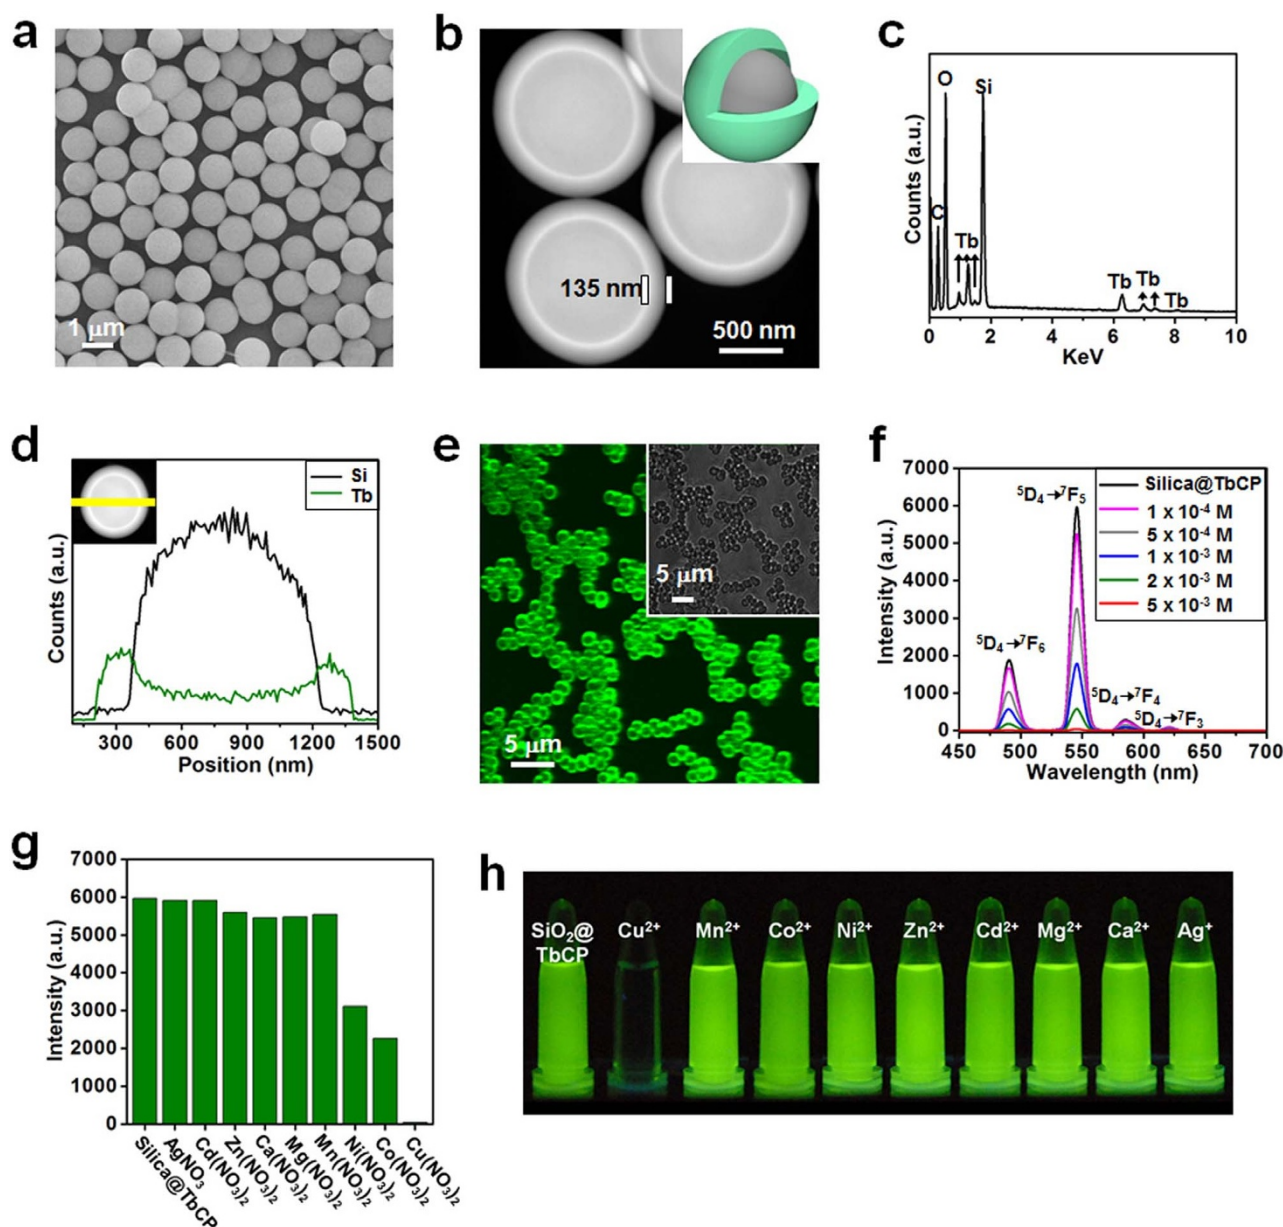 a
1 μm
b
135 nm
500 nm
c
Counts (a.u.)
O
Si
C
Tb
Tb
Tb
Tb
0 2 4 6 8 10
KeV
d
Si
Tb
Counts (a.u.)
300 600 900 1200 1500
Position (nm)
e
5 μm
5 μm
f
7000
6000
5000
4000
3000
2000
1000
0
Intensity (a.u.)
⁵D₄→⁷F₅
⁵D₄→⁷F₆
⁵D₄→⁷F₄
⁵D₄→⁷F₃
Silica@TbCP
1 x 10⁻⁴ M
5 x 10⁻⁴ M
1 x 10⁻³ M
2 x 10⁻³ M
5 x 10⁻³ M
450 500 550 600 650 700
Wavelength (nm)
g
7000
6000
5000
4000
3000
2000
1000
0
Intensity (a.u.)
Silica@TbCP
AgNO₃
Cd(NO₃)₂
Zn(NO₃)₂
Ca(NO₃)₂
Mg(NO₃)₂
Mn(NO₃)₂
Ni(NO₃)₂
Co(NO₃)₂
Cu(NO₃)₂
h
SiO₂@ Cu²⁺ Mn²⁺ Co²⁺ Ni²⁺ Zn²⁺ Cd²⁺ Mg²⁺ Ca²⁺ Ag⁺
TbCP